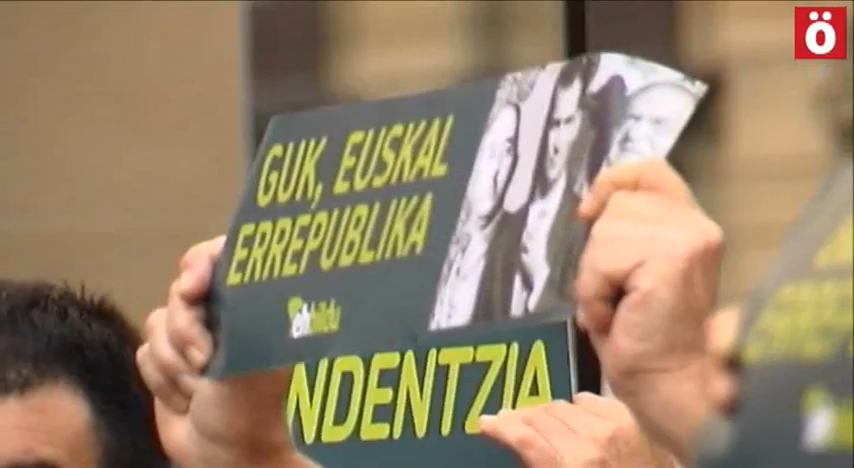 ö
GUK, EUSKAL
ERREPUBLIKA
ehbildu
NDENTZIA